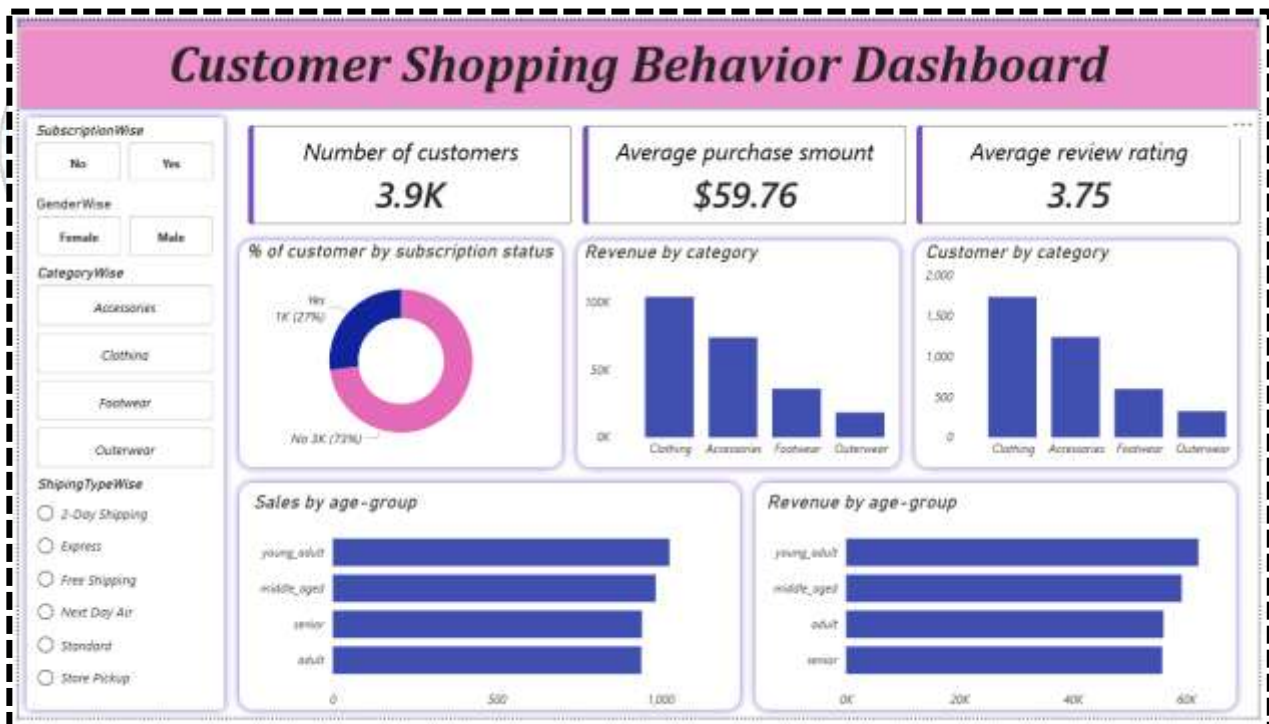 Customer Shopping Behavior Dashboard
SubscriptionWise
No Yes
GenderWise
Female Male
CategoryWise
Accessories
Clothing
Footwear
Outerwear
ShipingTypeWise
2-Day Shipping
Express
Free Shipping
Next Day Air
Standard
Store Pickup
Number of customers
3.9K
Average purchase smount
$59.76
Average review rating
3.75
% of customer by subscription status
Yes
1K (27%)
No 3K (73%)
Revenue by category
100K
50K
0K
Clothing Accessories Footwear Outerwear
Customer by category
2,000
1,500
1,000
500
0
Clothing Accessories Footwear Outerwear
Sales by age-group
young_adult
middle_aged
senior
adult
0 500 1,000
Revenue by age-group
young_adult
middle_aged
adult
senior
0K 20K 40K 60K